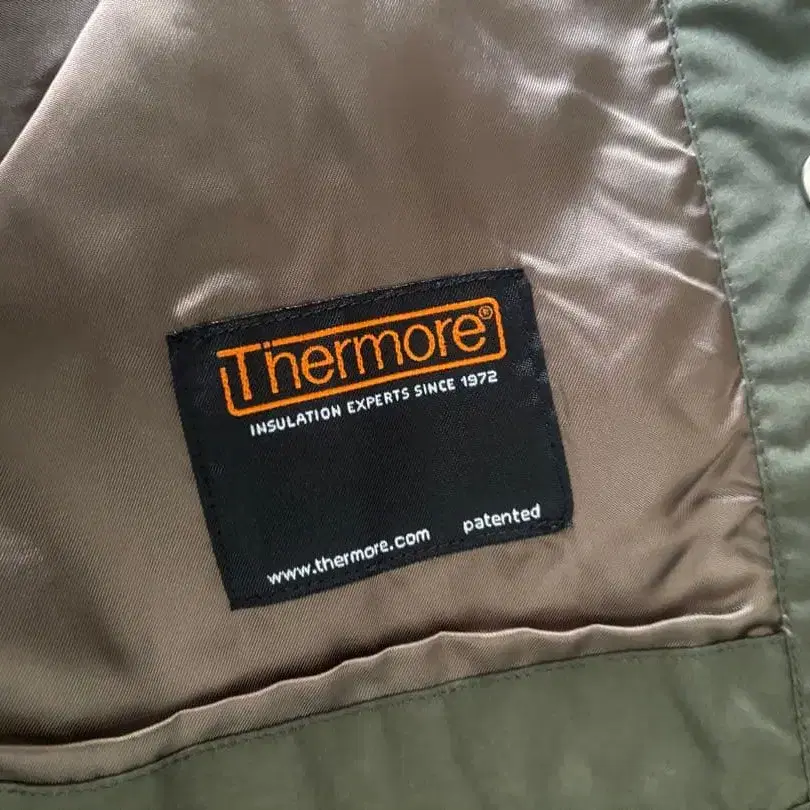 Thermore®
INSULATION EXPERTS SINCE 1972
www.thermore.com patented